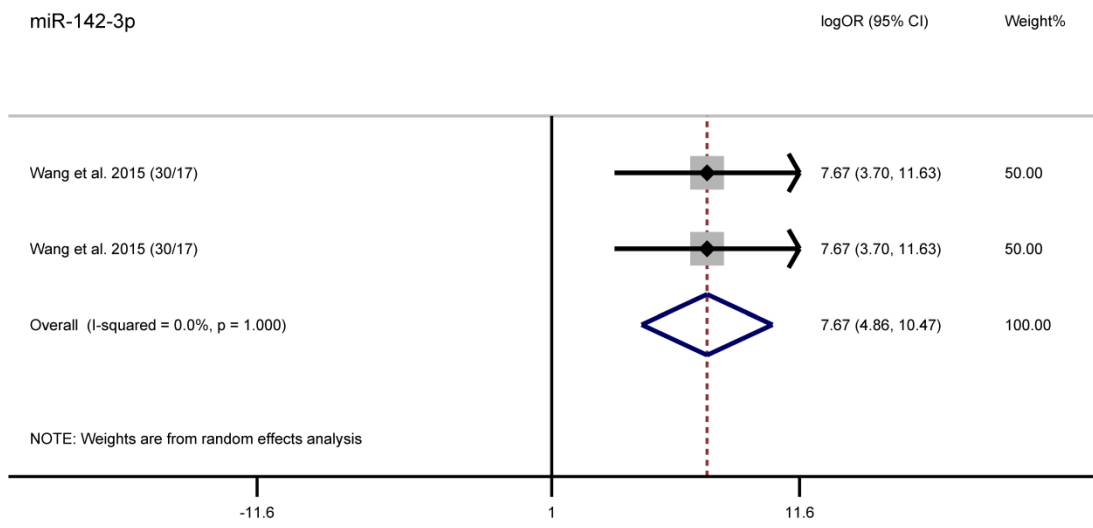 miR-142-3p logOR (95% CI) Weight%
Wang et al. 2015 (30/17) 7.67 (3.70, 11.63) 50.00
Wang et al. 2015 (30/17) 7.67 (3.70, 11.63) 50.00
Overall (I-squared = 0.0%, p = 1.000) 7.67 (4.86, 10.47) 100.00
NOTE: Weights are from random effects analysis
-11.6 1 11.6